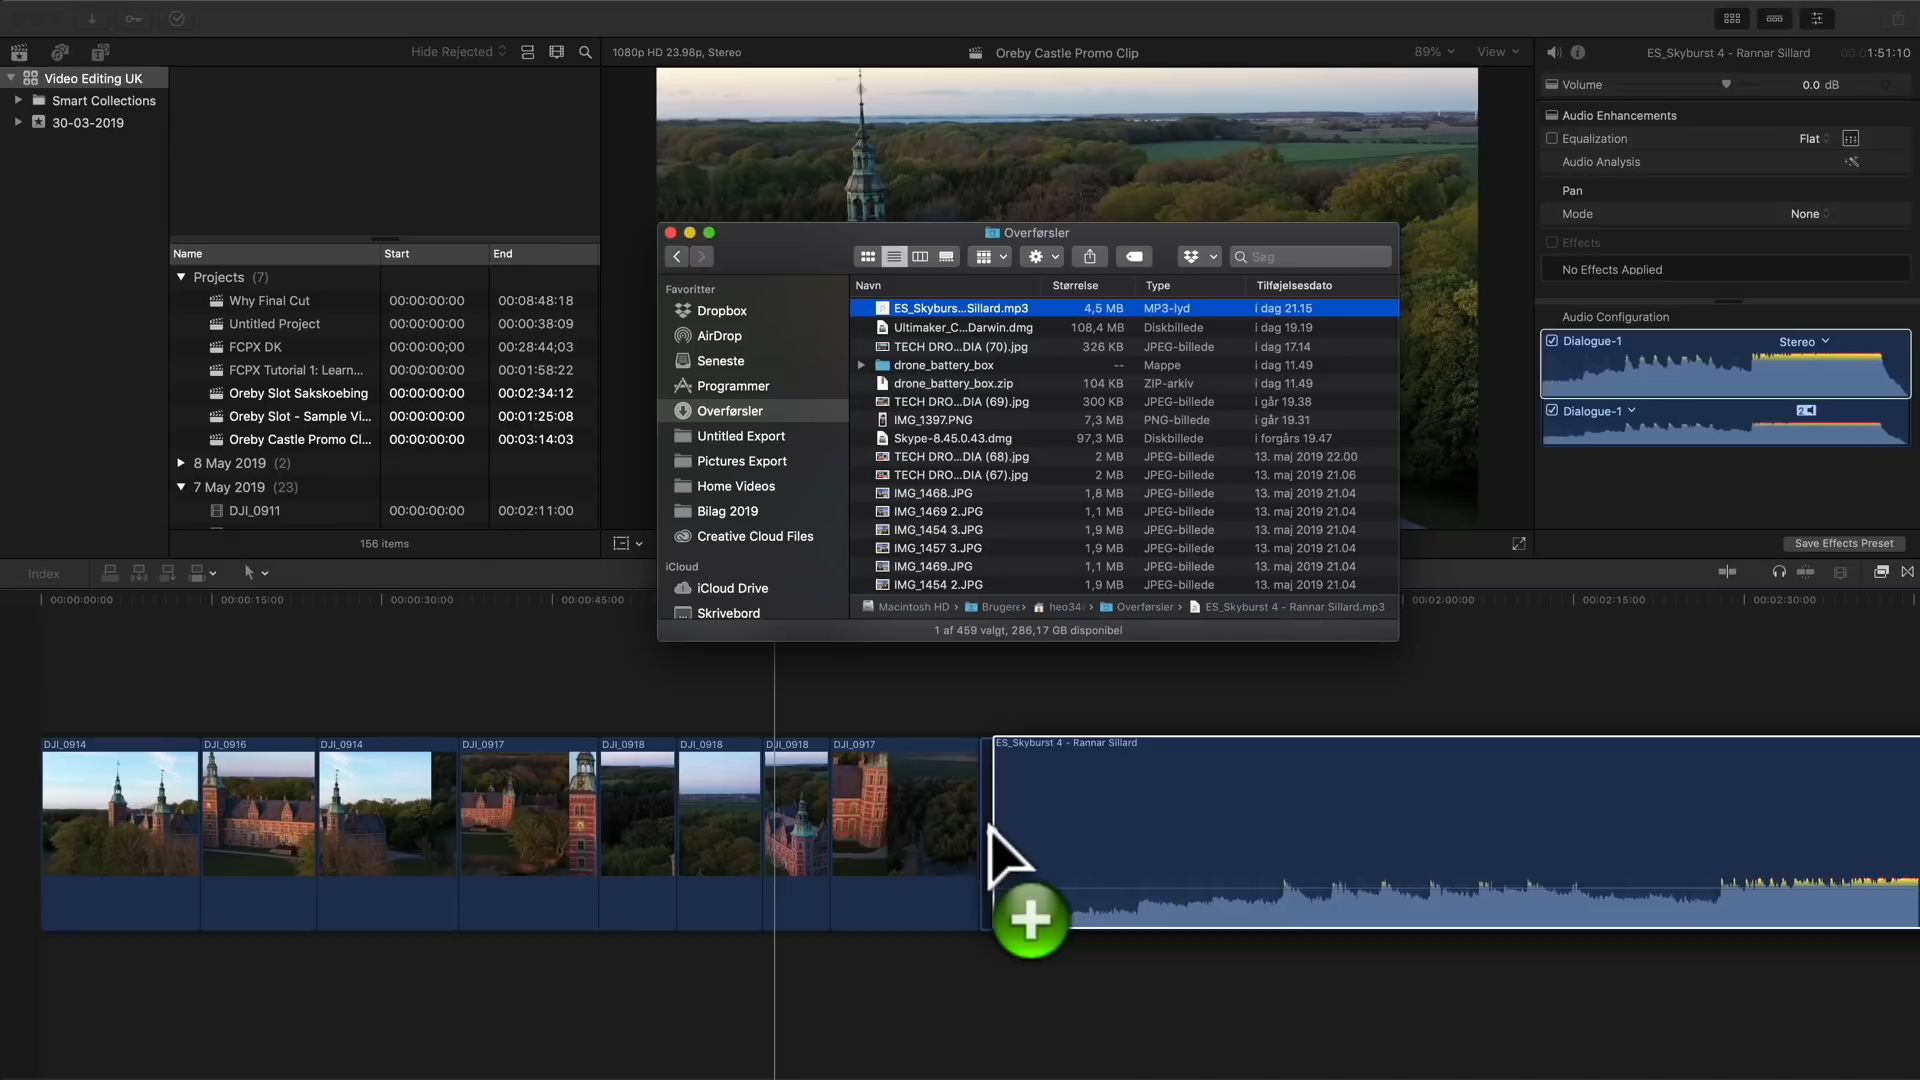 Hide Rejected
1080p HD 23.98p, Stereo
Oreby Castle Promo Clip
89%
View
ES_Skyburst 4 - Rannar Sillard
00:01:51:10
Video Editing UK
Smart Collections
30-03-2019
Volume
0.0 dB
Audio Enhancements
Equalization
Flat
Audio Analysis
Pan
Mode
None
Effects
No Effects Applied
Audio Configuration
Dialogue-1
Stereo
Dialogue-1
2
Save Effects Preset
Name Start End
Projects (7)
Why Final Cut 00:00:00:00 00:08:48:18
Untitled Project 00:00:00:00 00:00:38:09
FCPX DK 00:00:00;00 00:28:44;03
FCPX Tutorial 1: Learn... 00:00:00:00 00:01:58:22
Oreby Slot Sakskoebing 00:00:00:00 00:02:34:12
Oreby Slot - Sample Vi... 00:00:00:00 00:01:25:08
Oreby Castle Promo Cl... 00:00:00:00 00:03:14:03
8 May 2019 (2)
7 May 2019 (23)
DJI_0911 00:00:00:00 00:02:11:00
156 items
Overførsler
Søg
Favoritter
Dropbox
AirDrop
Seneste
Programmer
Overførsler
Untitled Export
Pictures Export
Home Videos
Bilag 2019
Creative Cloud Files
iCloud
iCloud Drive
Skrivebord
Navn Størrelse Type Tilføjelsesdato
ES_Skyburs...Sillard.mp3 4,5 MB MP3-lyd i dag 21.15
Ultimaker_C...Darwin.dmg 108,4 MB Diskbillede i dag 19.19
TECH DRO...DIA (70).jpg 326 KB JPEG-billede i dag 17.14
drone_battery_box -- Mappe i dag 11.49
drone_battery_box.zip 104 KB ZIP-arkiv i dag 11.49
TECH DRO...DIA (69).jpg 300 KB JPEG-billede i går 19.38
IMG_1397.PNG 7,3 MB PNG-billede i går 19.31
Skype-8.45.0.43.dmg 97,3 MB Diskbillede i forgårs 19.47
TECH DRO...DIA (68).jpg 2 MB JPEG-billede 13. maj 2019 22.00
TECH DRO...DIA (67).jpg 2 MB JPEG-billede 13. maj 2019 21.06
IMG_1468.JPG 1,8 MB JPEG-billede 13. maj 2019 21.04
IMG_1469 2.JPG 1,1 MB JPEG-billede 13. maj 2019 21.04
IMG_1454 3.JPG 1,9 MB JPEG-billede 13. maj 2019 21.04
IMG_1457 3.JPG 1,9 MB JPEG-billede 13. maj 2019 21.04
IMG_1469.JPG 1,1 MB JPEG-billede 13. maj 2019 21.04
IMG_1454 2.JPG 1,9 MB JPEG-billede 13. maj 2019 21.04
Macintosh HD › Brugere › heo34 › Overførsler › ES_Skyburst 4 - Rannar Sillard.mp3
1 af 459 valgt, 286,17 GB disponibel
Index
00:00:00:00 00:00:15:00 00:00:30:00 00:00:45:00 00:02:00:00 00:02:15:00 00:02:30:00
DJI_0914 DJI_0916 DJI_0914 DJI_0917 DJI_0918 DJI_0918 DJI_0918 DJI_0917 ES_Skyburst 4 - Rannar Sillard